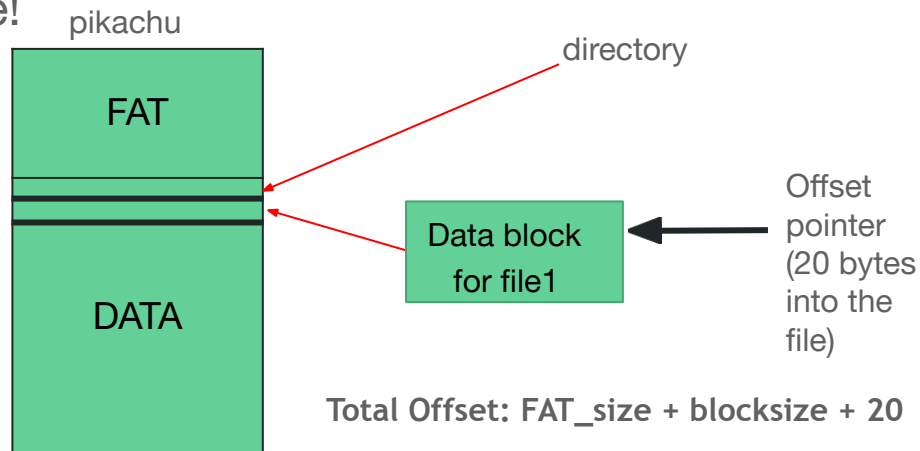 e!
pikachu
directory
FAT
Offset
pointer
(20 bytes
into the
file)
Data block
for file1
DATA
Total Offset: FAT_size + blocksize + 20